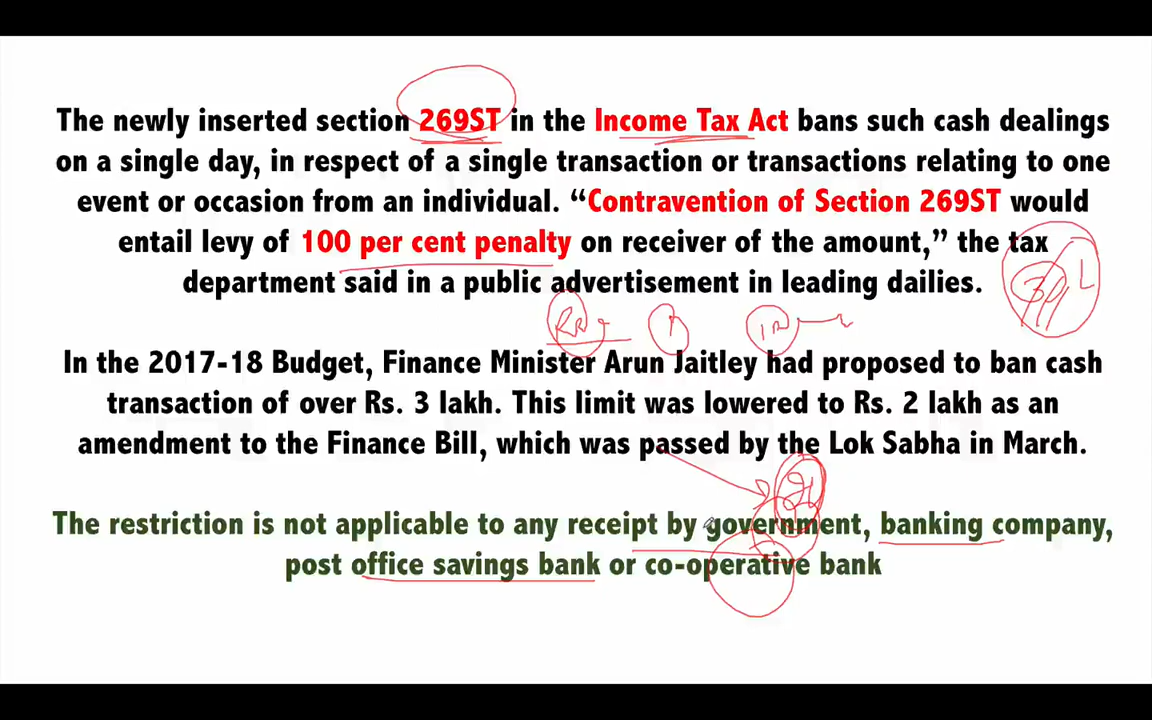 The newly inserted section 269ST in the Income Tax Act bans such cash dealings
on a single day, in respect of a single transaction or transactions relating to one
event or occasion from an individual. “Contravention of Section 269ST would
entail levy of 100 per cent penalty on receiver of the amount,” the tax
department said in a public advertisement in leading dailies.
In the 2017-18 Budget, Finance Minister Arun Jaitley had proposed to ban cash
transaction of over Rs. 3 lakh. This limit was lowered to Rs. 2 lakh as an
amendment to the Finance Bill, which was passed by the Lok Sabha in March.
The restriction is not applicable to any receipt by government, banking company,
post office savings bank or co-operative bank